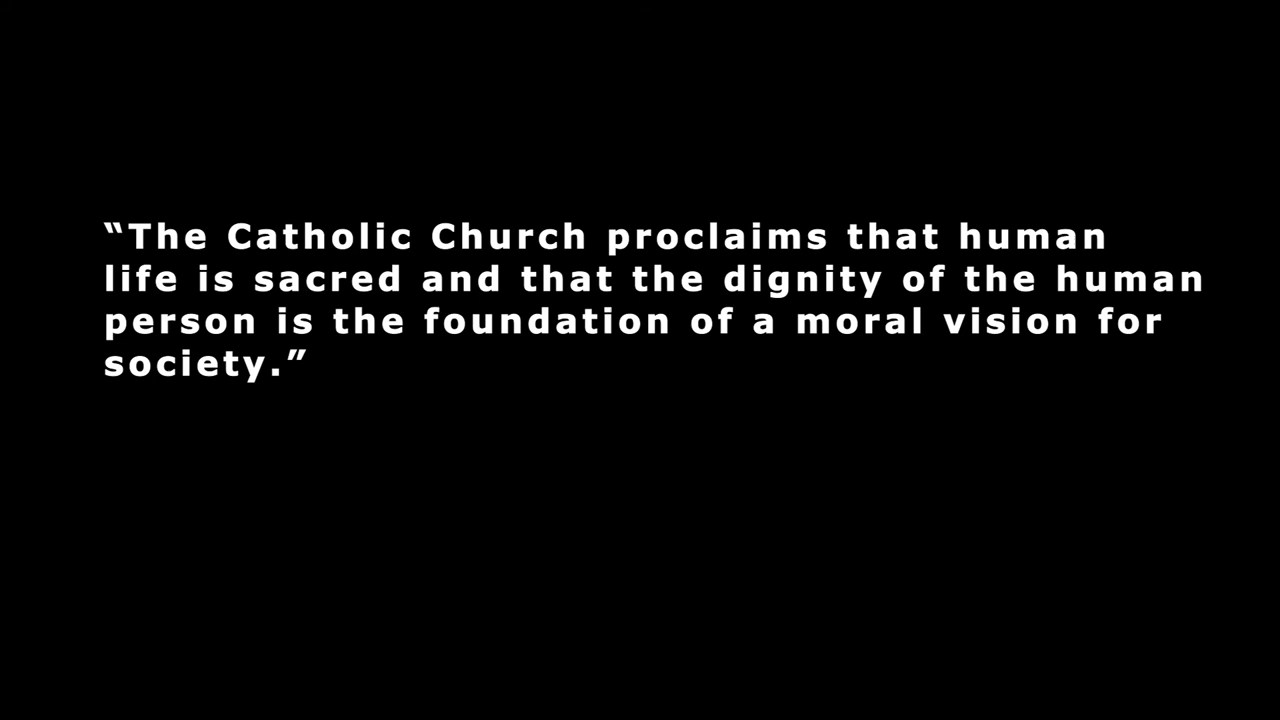 “The Catholic Church proclaims that human
life is sacred and that the dignity of the human
person is the foundation of a moral vision for
society.”